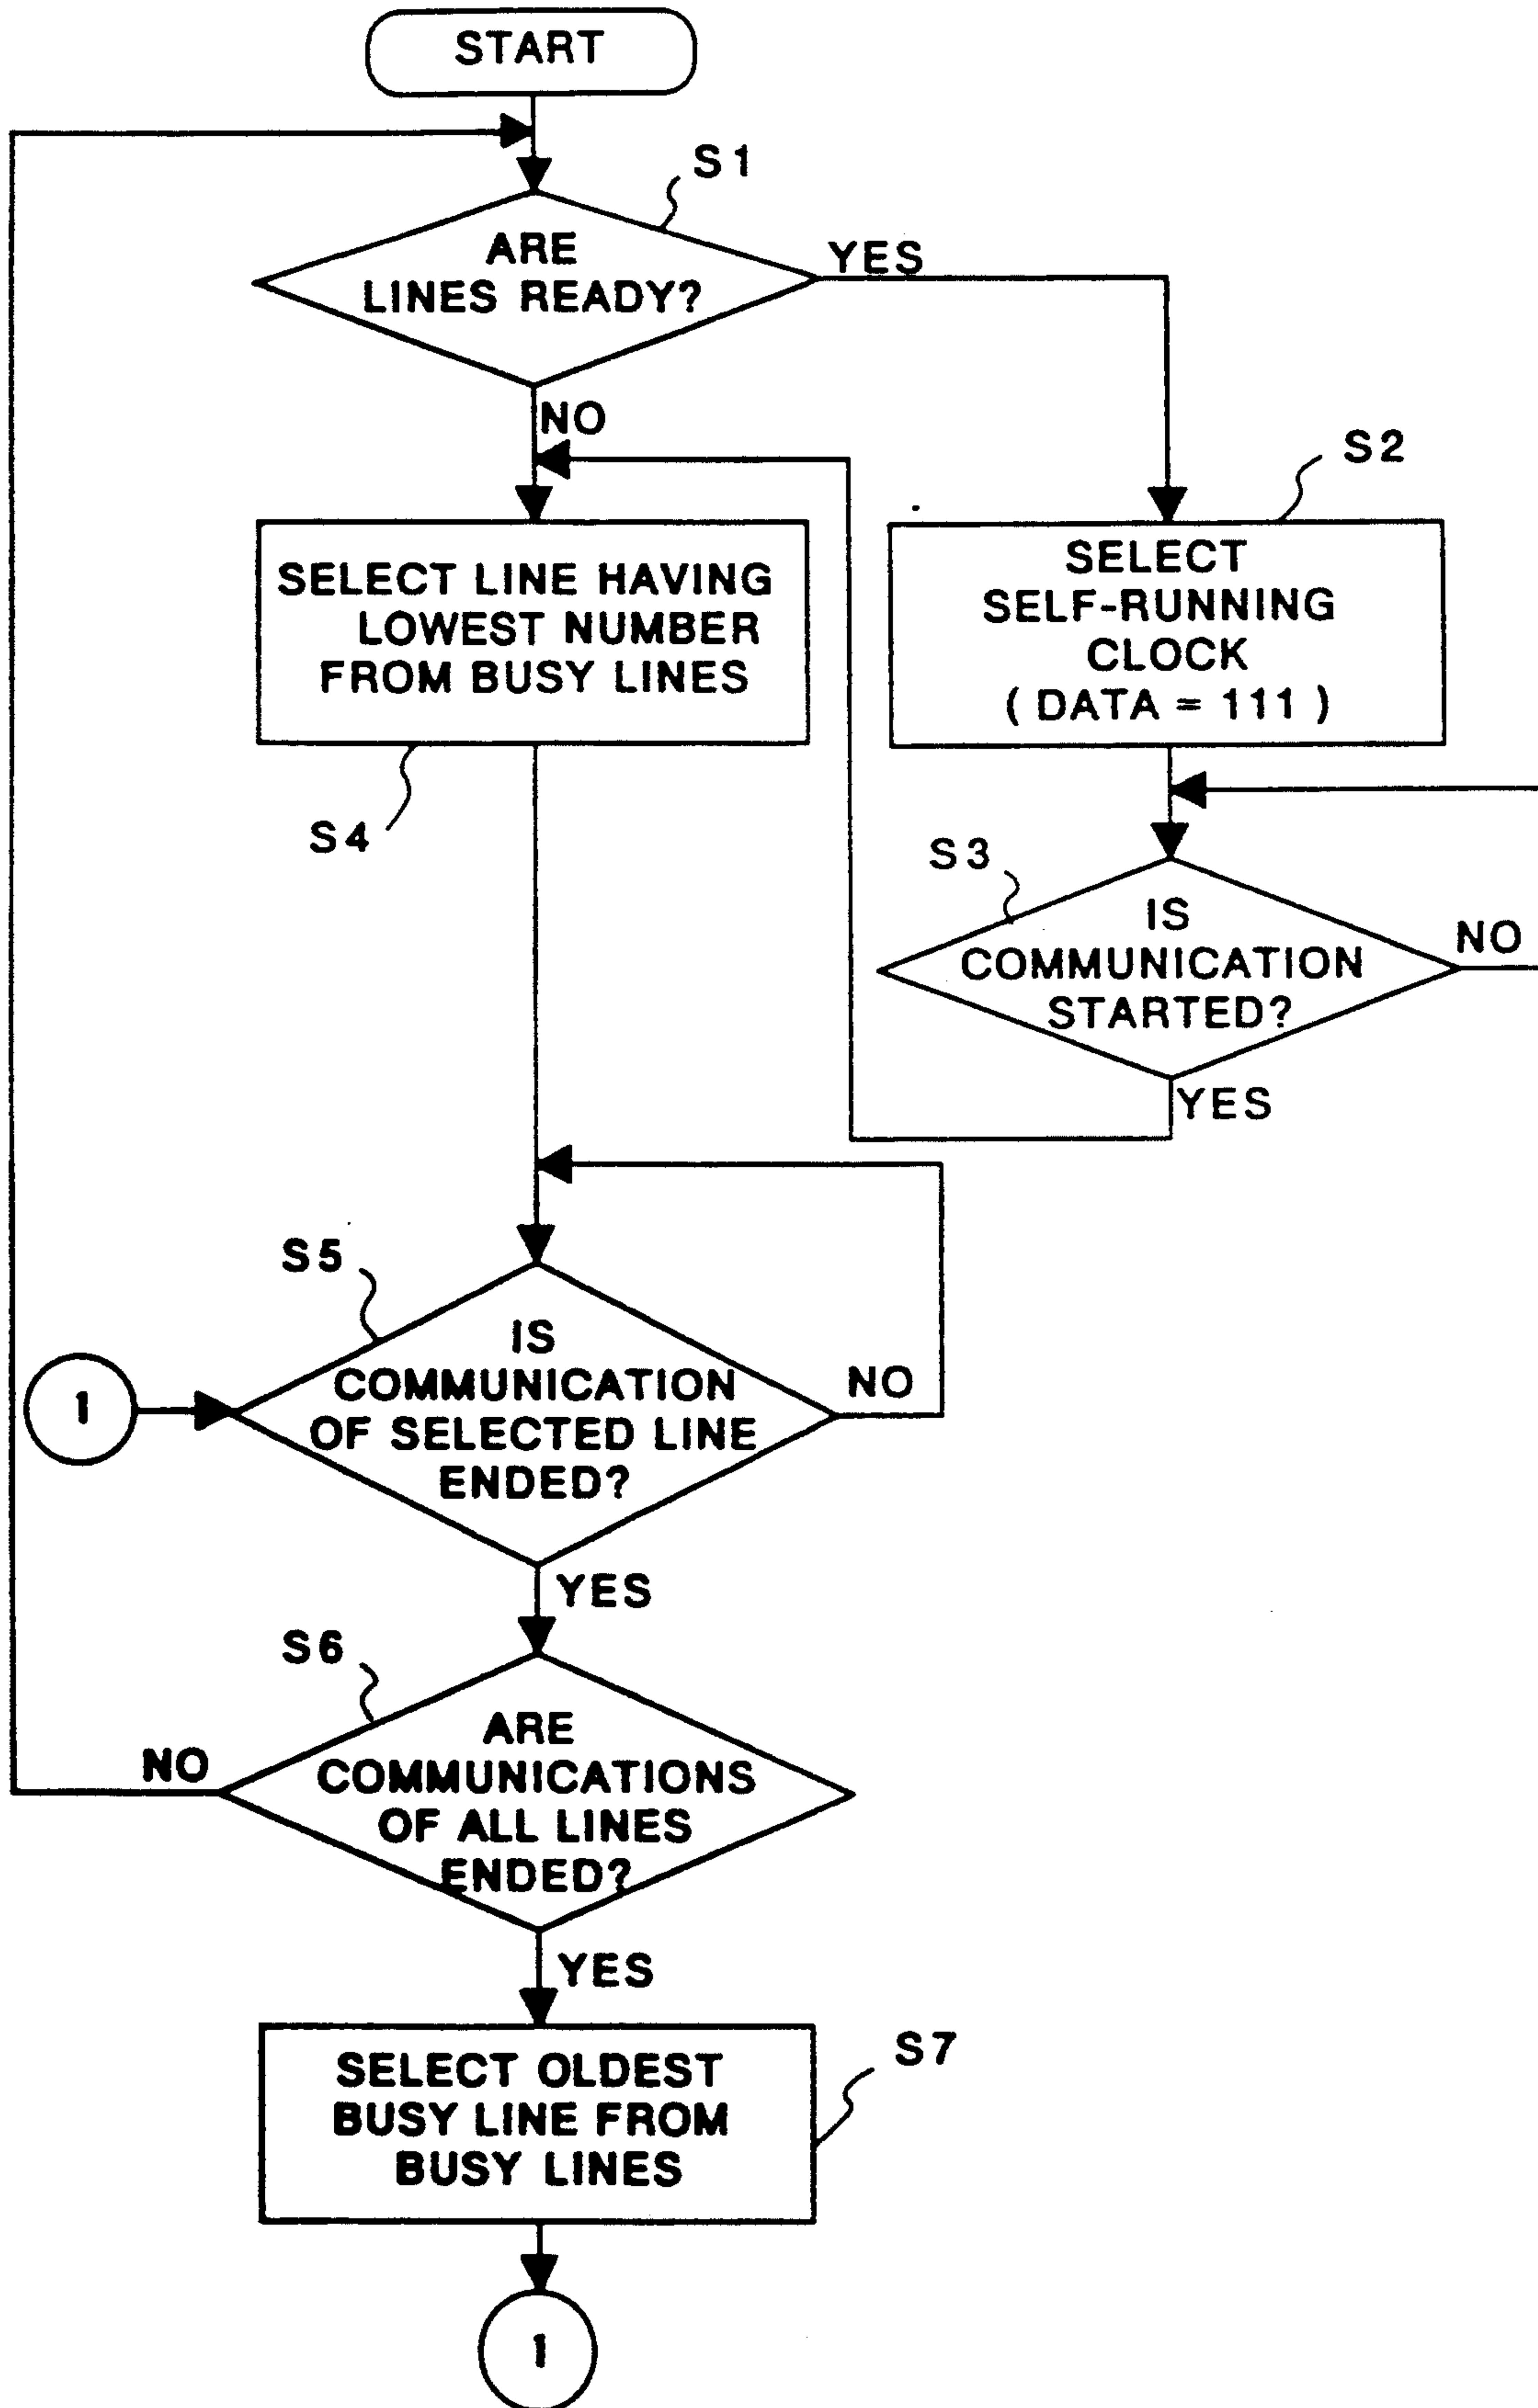 START
S1
ARE
LINES READY?
YES
NO
S2
SELECT LINE HAVING
LOWEST NUMBER
FROM BUSY LINES
S4
SELECT
SELF-RUNNING
CLOCK
( DATA = 111 )
S3
IS
COMMUNICATION
STARTED?
NO
YES
S5
1
IS
COMMUNICATION
OF SELECTED LINE
ENDED?
NO
YES
S6
NO
ARE
COMMUNICATIONS
OF ALL LINES
ENDED?
YES
S7
SELECT OLDEST
BUSY LINE FROM
BUSY LINES
1